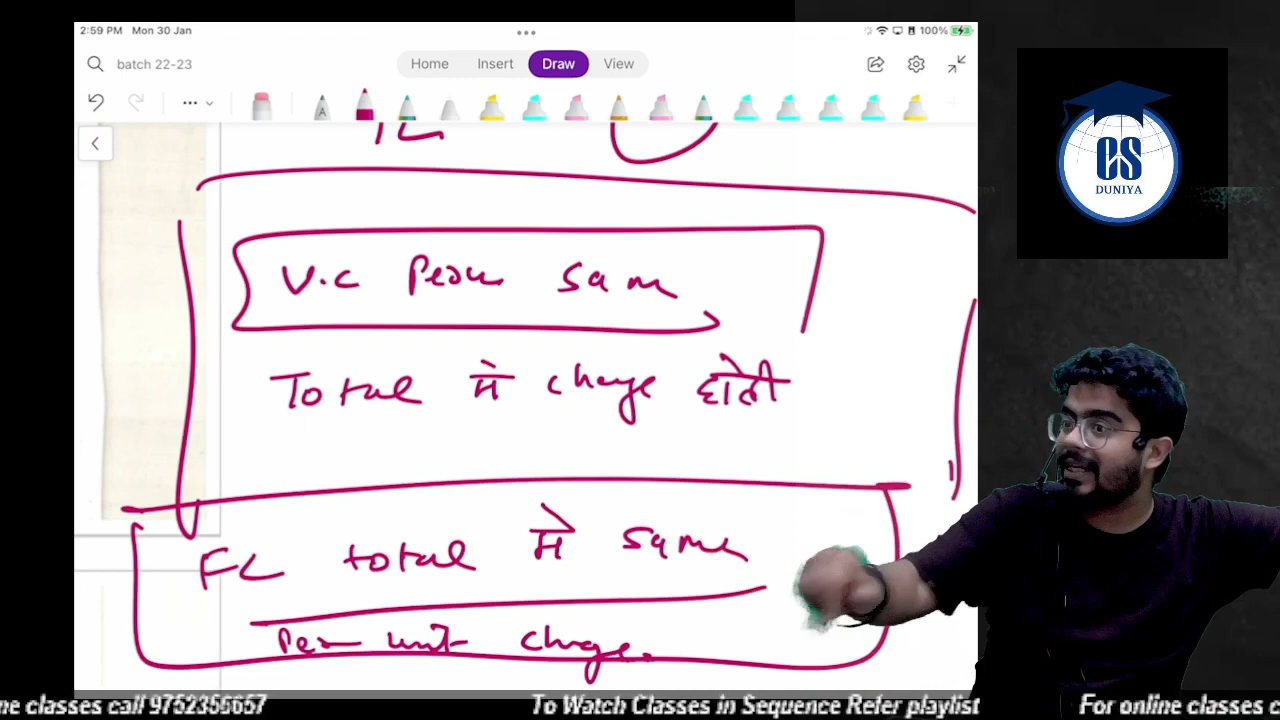 2:59 PM Mon 30 Jan
100%
batch 22-23
Home Insert Draw View
V.C Per Sam
Total में change होती
FC total में same
Per unit change.
CS
DUNIYA
ne classes call 9752356657
To Watch Classes in Sequence Refer playlist
For online classes c